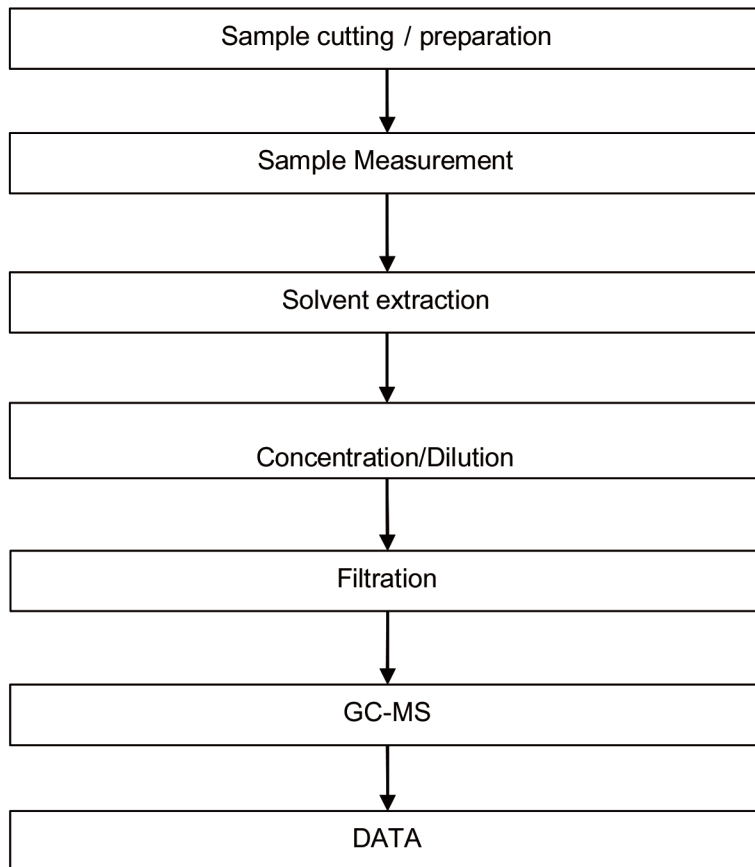 Sample cutting / preparation
Sample Measurement
Solvent extraction
Concentration/Dilution
Filtration
GC-MS
DATA